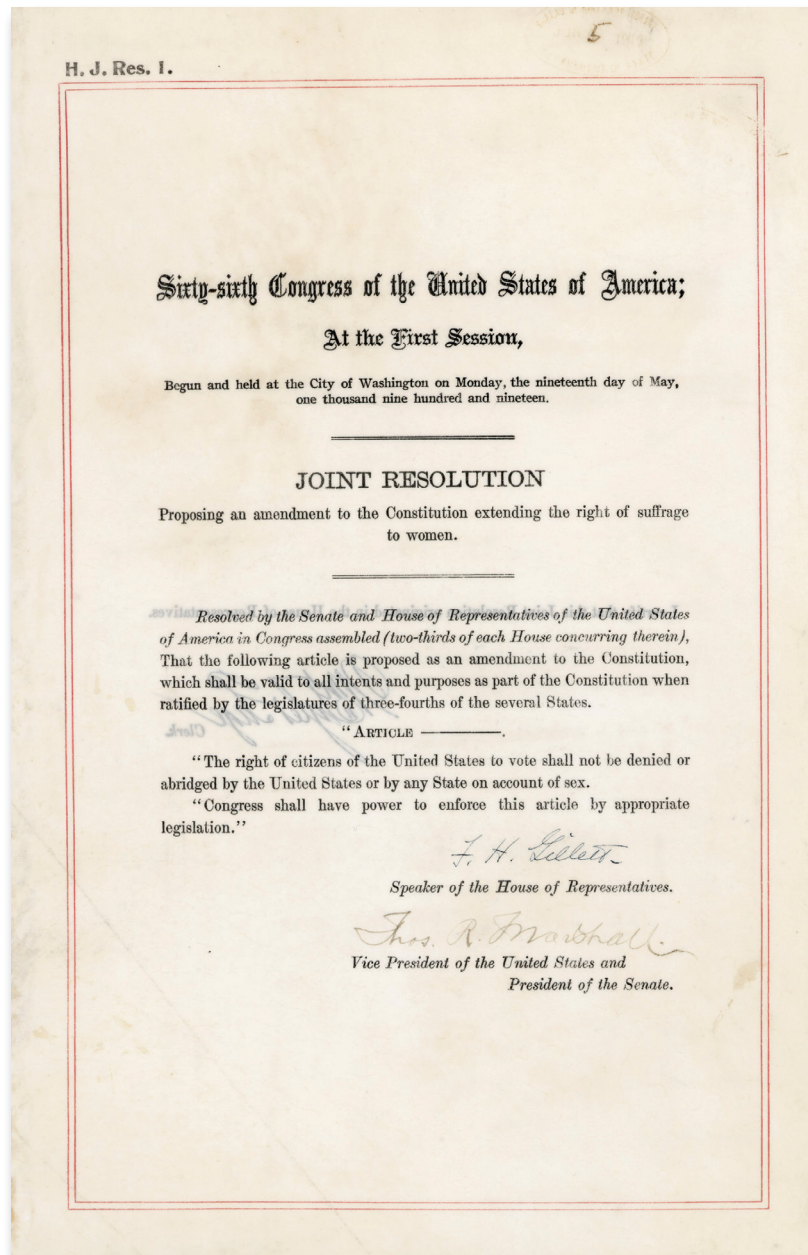 5
H. J. Res. 1.
Sixty-sixth Congress of the United States of America;
At the First Session,
Begun and held at the City of Washington on Monday, the nineteenth day of May,
one thousand nine hundred and nineteen.
JOINT RESOLUTION
Proposing an amendment to the Constitution extending the right of suffrage
to women.
Resolved by the Senate and House of Representatives of the United States
of America in Congress assembled (two-thirds of each House concurring therein),
That the following article is proposed as an amendment to the Constitution,
which shall be valid to all intents and purposes as part of the Constitution when
ratified by the legislatures of three-fourths of the several States.
"ARTICLE ————.
"The right of citizens of the United States to vote shall not be denied or
abridged by the United States or by any State on account of sex.
"Congress shall have power to enforce this article by appropriate
legislation."
F. H. Gillett
Speaker of the House of Representatives.
Thos. R. Marshall.
Vice President of the United States and
President of the Senate.